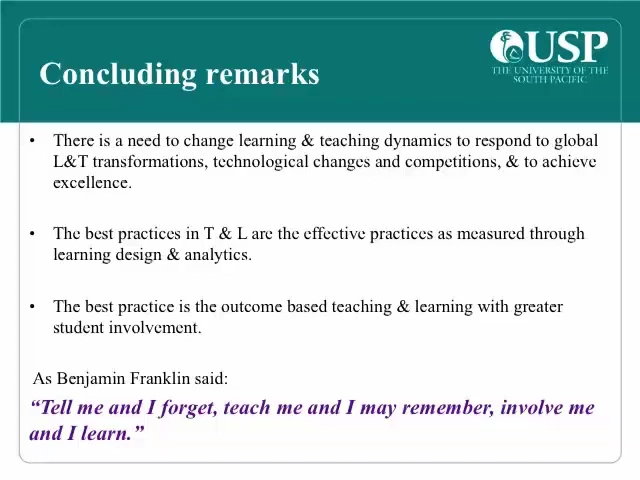 Concluding remarks
USP
THE UNIVERSITY OF THE
SOUTH PACIFIC
• There is a need to change learning & teaching dynamics to respond to global
L&T transformations, technological changes and competitions, & to achieve
excellence.
• The best practices in T & L are the effective practices as measured through
learning design & analytics.
• The best practice is the outcome based teaching & learning with greater
student involvement.
As Benjamin Franklin said:
“Tell me and I forget, teach me and I may remember, involve me
and I learn.”